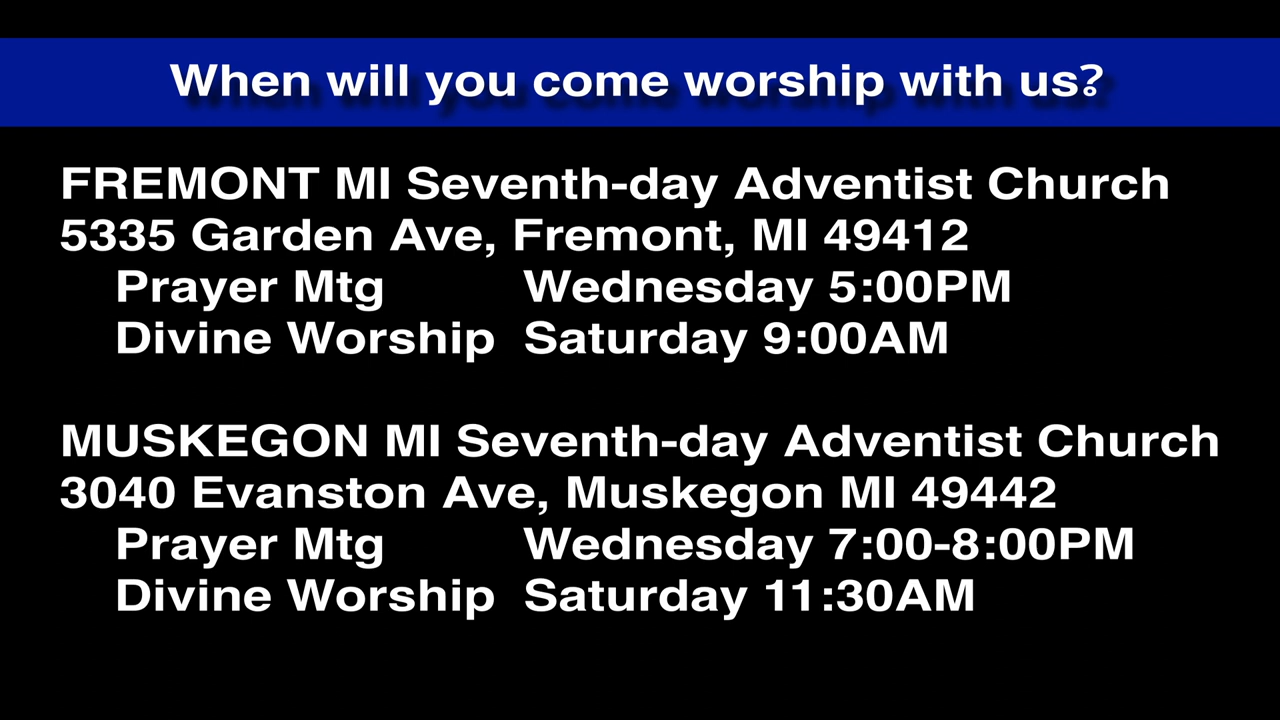 When will you come worship with us?
FREMONT MI Seventh-day Adventist Church
5335 Garden Ave, Fremont, MI 49412
Prayer Mtg Wednesday 5:00PM
Divine Worship Saturday 9:00AM
MUSKEGON MI Seventh-day Adventist Church
3040 Evanston Ave, Muskegon MI 49442
Prayer Mtg Wednesday 7:00-8:00PM
Divine Worship Saturday 11:30AM